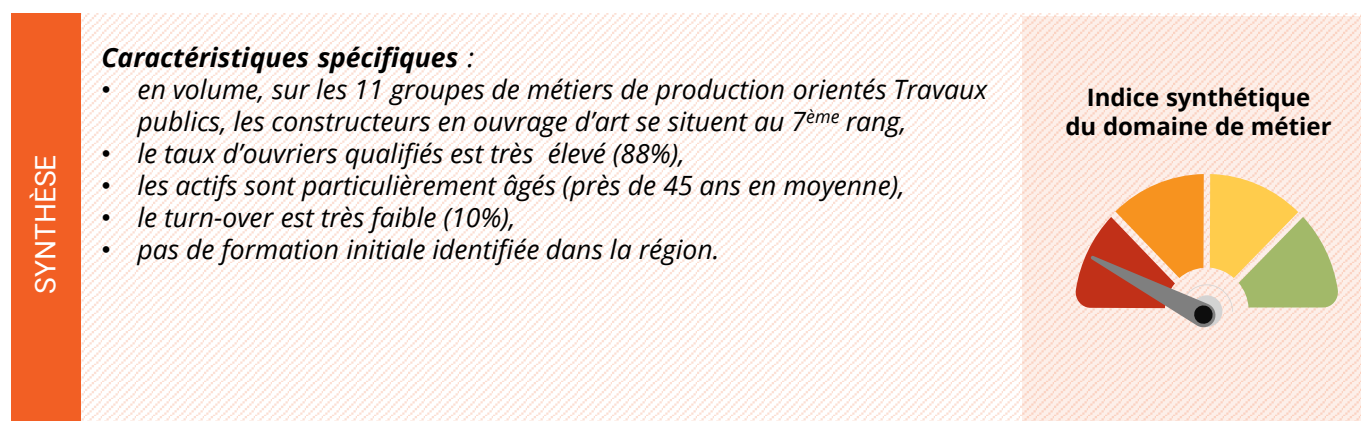 SYNTHÈSE
Caractéristiques spécifiques :
• en volume, sur les 11 groupes de métiers de production orientés Travaux
publics, les constructeurs en ouvrage d'art se situent au 7ème rang,
• le taux d'ouvriers qualifiés est très  élevé (88%),
• les actifs sont particulièrement âgés (près de 45 ans en moyenne),
• le turn-over est très faible (10%),
• pas de formation initiale identifiée dans la région.
Indice synthétique
du domaine de métier